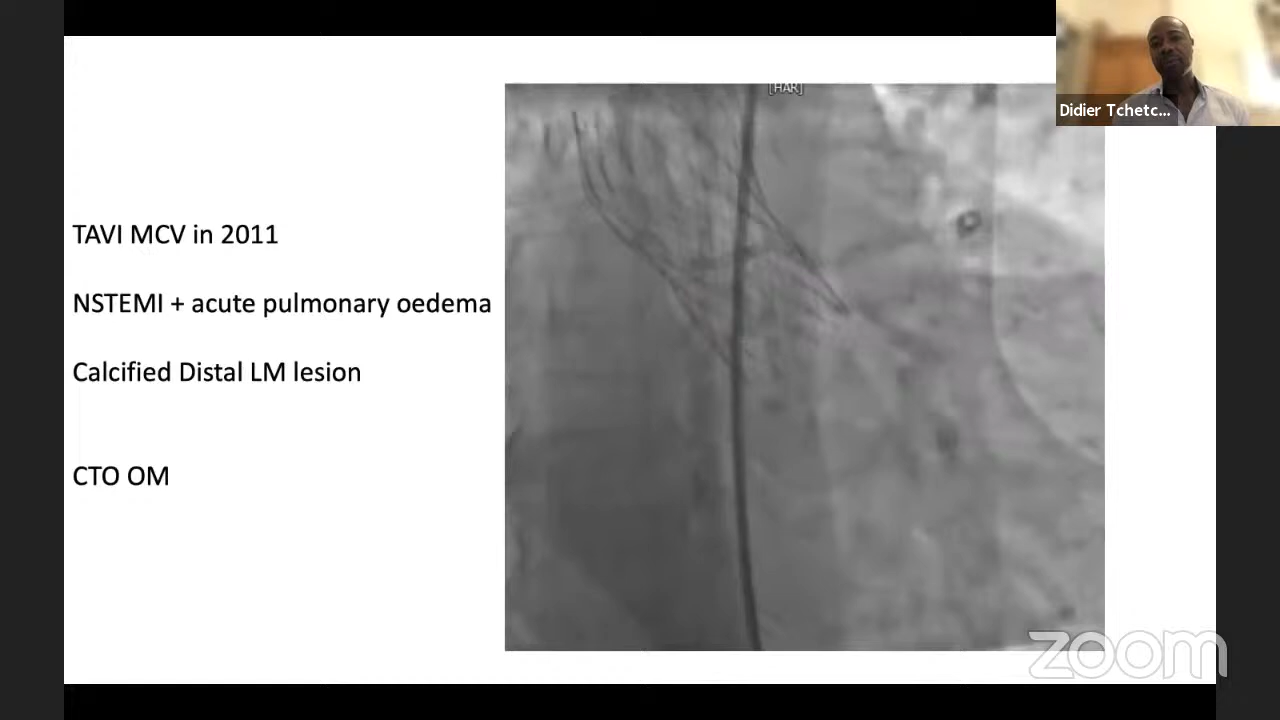 [HAR]
Didier Tchetc...
TAVI MCV in 2011
NSTEMI + acute pulmonary oedema
Calcified Distal LM lesion
CTO OM
zoom